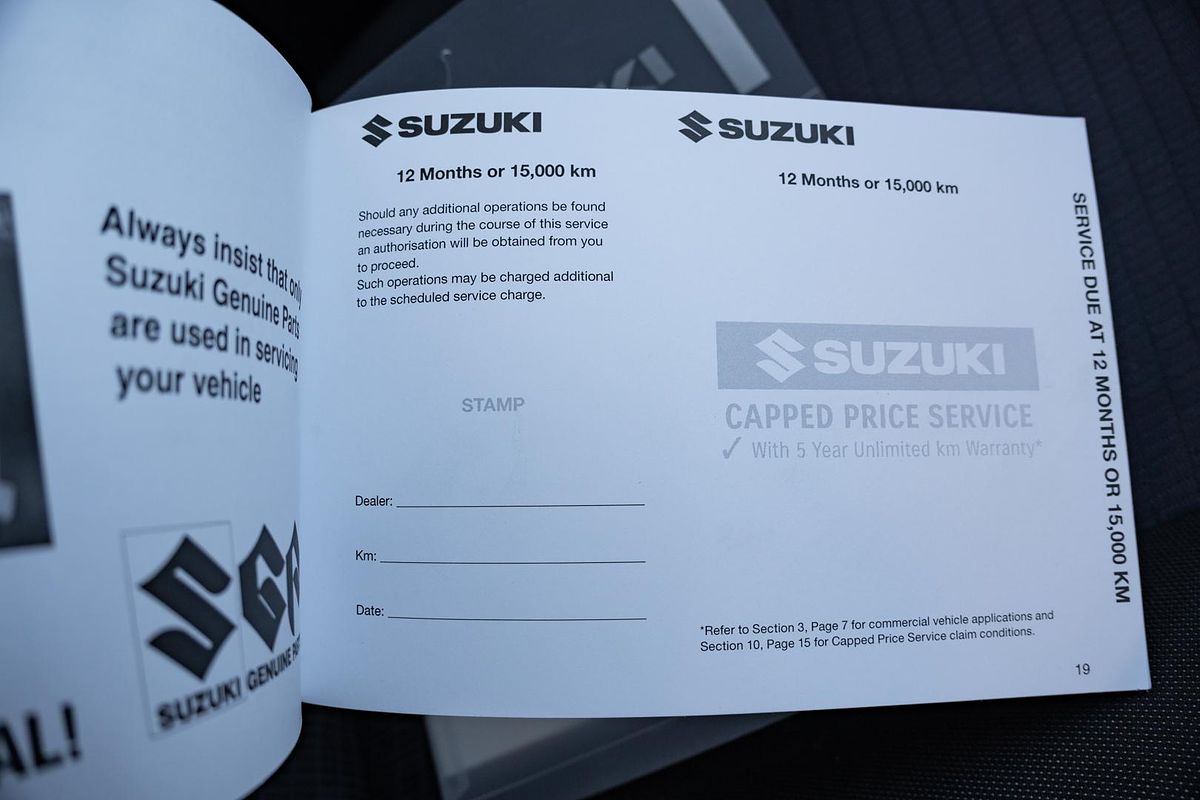 Always insist that only
Suzuki Genuine Parts
are used in servicing
your vehicle
SUZUKI GENUINE
AL!
SUZUKI
12 Months or 15,000 km
Should any additional operations be found
necessary during the course of this service
an authorisation will be obtained from you
to proceed.
Such operations may be charged additional
to the scheduled service charge.
STAMP
Dealer:
Km:
Date:
SUZUKI
12 Months or 15,000 km
SUZUKI
CAPPED PRICE SERVICE
✓ With 5 Year Unlimited km Warranty*
*Refer to Section 3, Page 7 for commercial vehicle applications and
Section 10, Page 15 for Capped Price Service claim conditions.
19
SERVICE DUE AT 12 MONTHS OR 15,000 KM